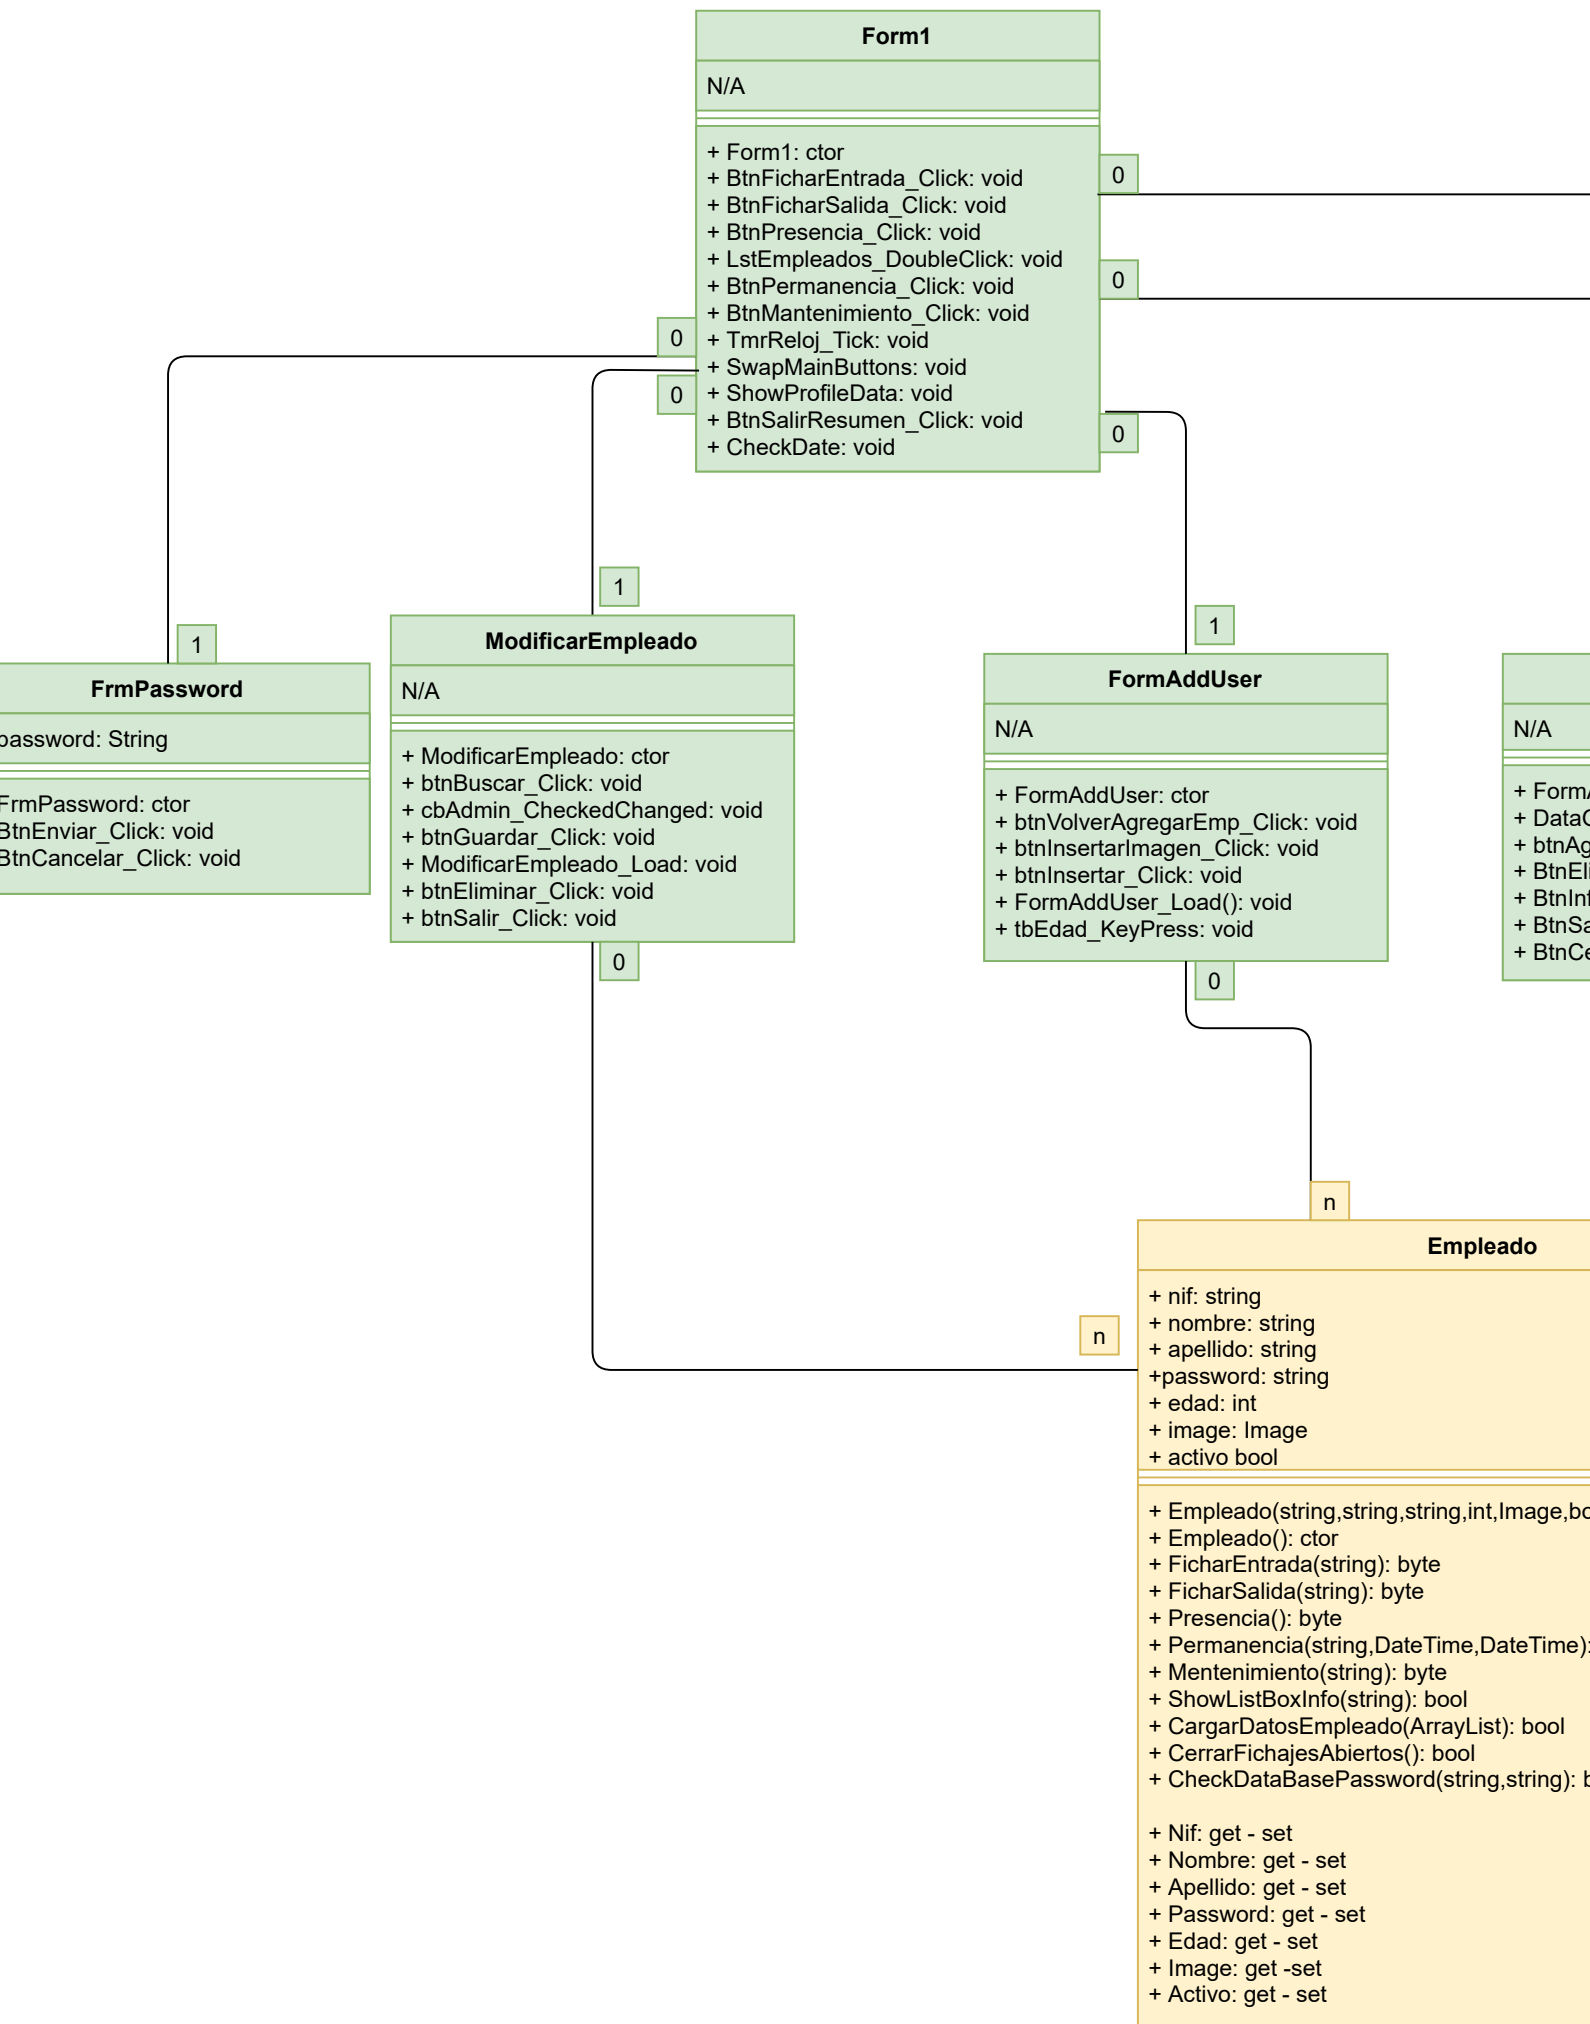 Form1
N/A
+ Form1: ctor
+ BtnFicharEntrada_Click: void
+ BtnFicharSalida_Click: void
+ BtnPresencia_Click: void
+ LstEmpleados_DoubleClick: void
+ BtnPermanencia_Click: void
+ BtnMantenimiento_Click: void
+ TmrReloj_Tick: void
+ SwapMainButtons: void
+ ShowProfileData: void
+ BtnSalirResumen_Click: void
+ CheckDate: void
0
0
0
0
0
1
1
1
FrmPassword
password: String
FrmPassword: ctor
BtnEnviar_Click: void
BtnCancelar_Click: void
ModificarEmpleado
N/A
+ ModificarEmpleado: ctor
+ btnBuscar_Click: void
+ cbAdmin_CheckedChanged: void
+ btnGuardar_Click: void
+ ModificarEmpleado_Load: void
+ btnEliminar_Click: void
+ btnSalir_Click: void
0
FormAddUser
N/A
+ FormAddUser: ctor
+ btnVolverAgregarEmp_Click: void
+ btnInsertarImagen_Click: void
+ btnInsertar_Click: void
+ FormAddUser_Load(): void
+ tbEdad_KeyPress: void
0
N/A
+ Form
+ Data
+ btnAg
+ BtnEli
+ BtnInf
+ BtnSa
+ BtnCe
n
n
Empleado
+ nif: string
+ nombre: string
+ apellido: string
+password: string
+ edad: int
+ image: Image
+ activo bool
+ Empleado(string,string,string,int,Image,bo
+ Empleado(): ctor
+ FicharEntrada(string): byte
+ FicharSalida(string): byte
+ Presencia(): byte
+ Permanencia(string,DateTime,DateTime):
+ Mentenimiento(string): byte
+ ShowListBoxInfo(string): bool
+ CargarDatosEmpleado(ArrayList): bool
+ CerrarFichajesAbiertos(): bool
+ CheckDataBasePassword(string,string): b
+ Nif: get - set
+ Nombre: get - set
+ Apellido: get - set
+ Password: get - set
+ Edad: get - set
+ Image: get -set
+ Activo: get - set